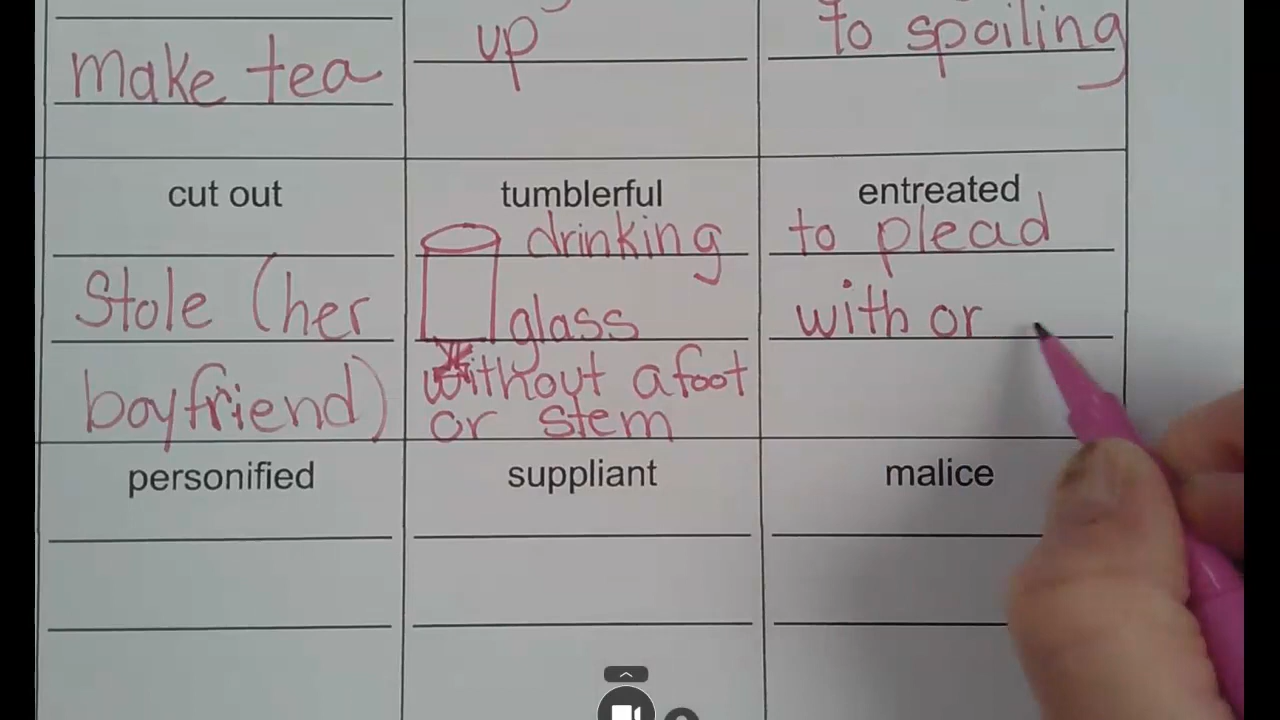 make tea
up
to spoiling
cut out
Stole (her
boyfriend)
tumblerful
drinking
glass
without a foot
or stem
entreated
to plead
with or
personified
suppliant
malice